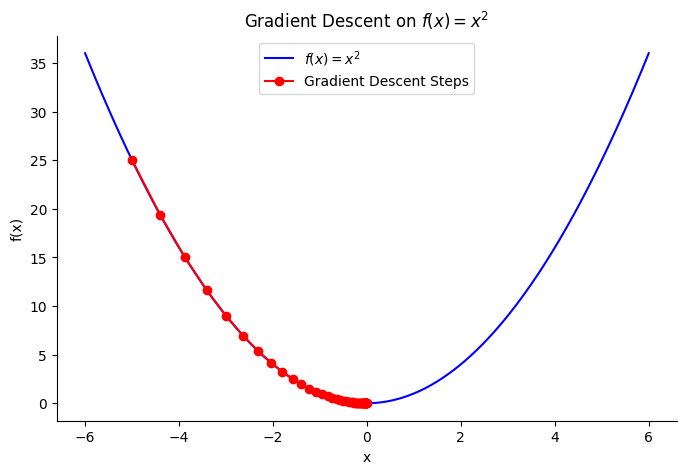 Gradient Descent on f(x) = x²
f(x) = x²
Gradient Descent Steps
35
30
25
20
15
10
5
0
f(x)
−6 −4 −2 0 2 4 6
x